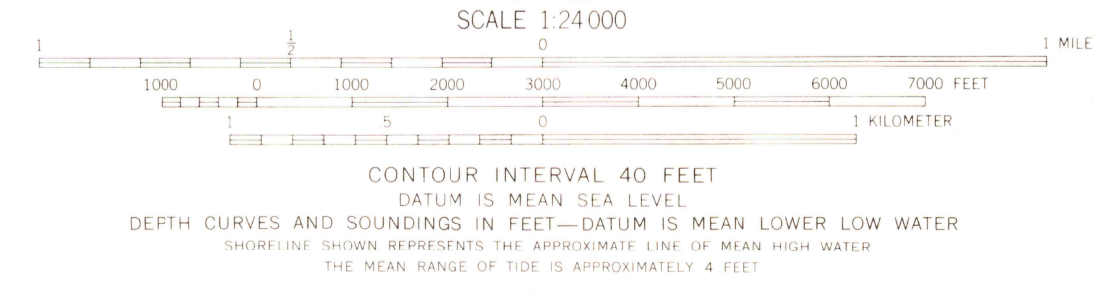 SCALE 1:24 000
1 1/2 0 1 MILE
1000 0 1000 2000 3000 4000 5000 6000 7000 FEET
1 5 0 1 KILOMETER
CONTOUR INTERVAL 40 FEET
DATUM IS MEAN SEA LEVEL
DEPTH CURVES AND SOUNDINGS IN FEET—DATUM IS MEAN LOWER LOW WATER
SHORELINE SHOWN REPRESENTS THE APPROXIMATE LINE OF MEAN HIGH WATER
THE MEAN RANGE OF TIDE IS APPROXIMATELY 4 FEET